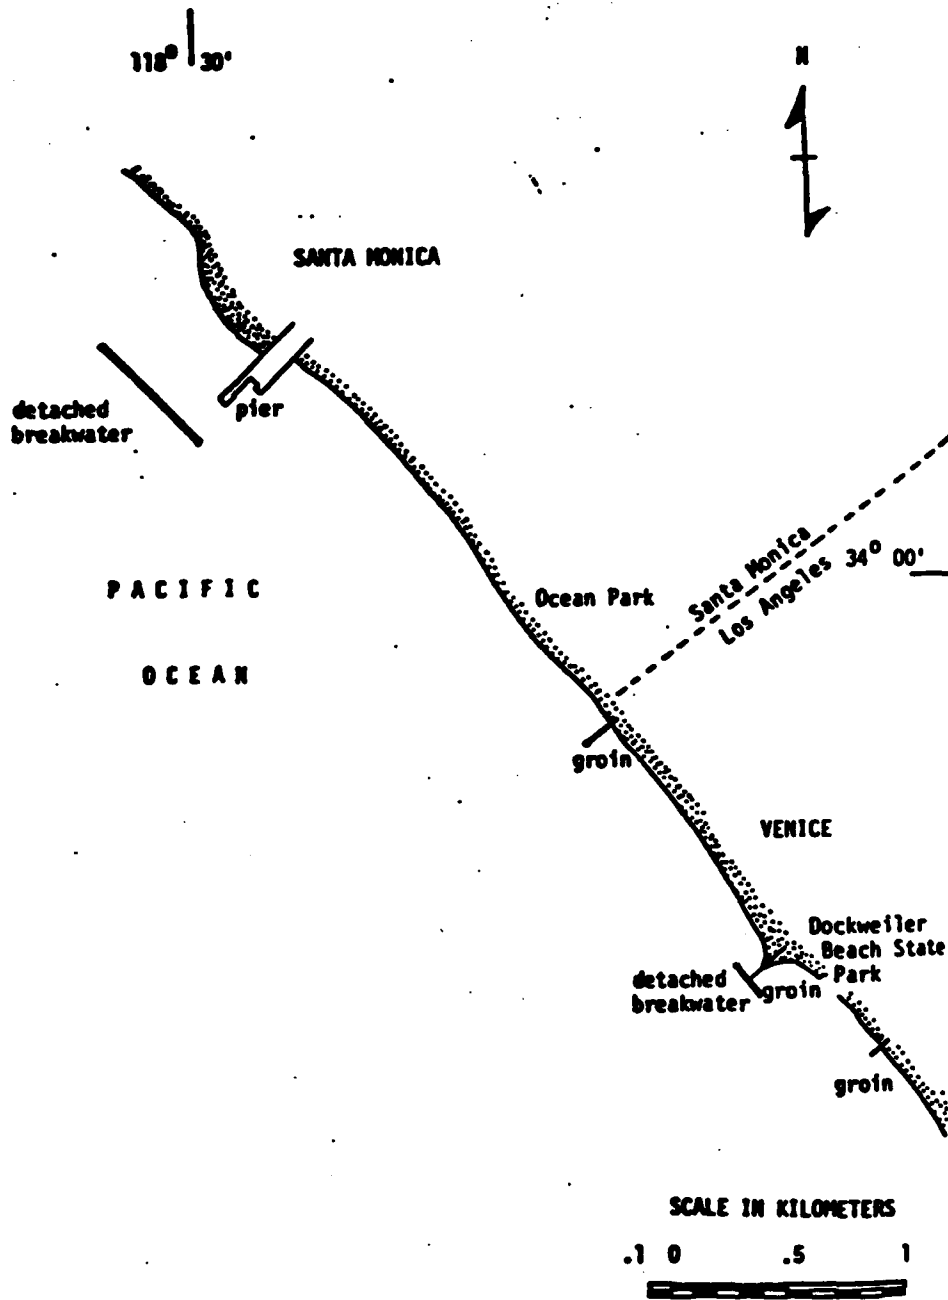 118° 30'
N
SANTA MONICA
detached
breakwater
pier
PACIFIC
OCEAN
Ocean Park
Santa Monica
Los Angeles
34° 00'
groin
VENICE
Dockweiler
Beach State
Park
detached
breakwater
groin
groin
SCALE IN KILOMETERS
.1 0 .5 1